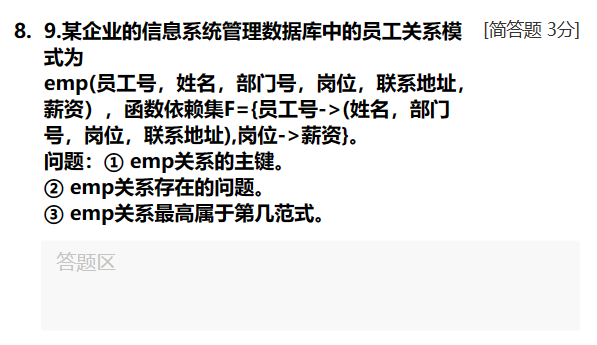 8. 9.某企业的信息系统管理数据库中的员工关系模 [简答题 3分]
式为
emp(员工号，姓名，部门号，岗位，联系地址，
薪资），函数依赖集F={员工号->(姓名，部门
号，岗位，联系地址),岗位->薪资}。
问题：① emp关系的主键。
② emp关系存在的问题。
③ emp关系最高属于第几范式。
答题区